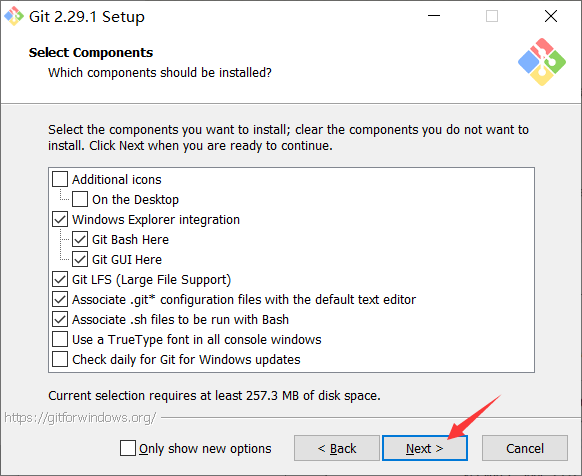 Git 2.29.1 Setup
Select Components
Which components should be installed?
Select the components you want to install; clear the components you do not want to
install. Click Next when you are ready to continue.
Additional icons
On the Desktop
Windows Explorer integration
Git Bash Here
Git GUI Here
Git LFS (Large File Support)
Associate .git* configuration files with the default text editor
Associate .sh files to be run with Bash
Use a TrueType font in all console windows
Check daily for Git for Windows updates
Current selection requires at least 257.3 MB of disk space.
https://gitforwindows.org/
Only show new options
< Back
Next >
Cancel